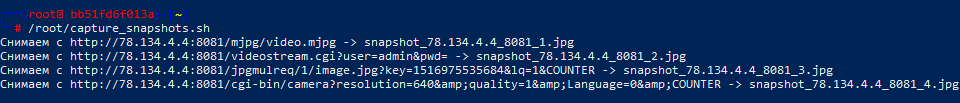 root@ bb51fd6f013a)-[~]
# /root/capture_snapshots.sh
Снимаем с http://78.134.4.4:8081/mjpg/video.mjpg -> snapshot_78.134.4.4_8081_1.jpg
Снимаем с http://78.134.4.4:8081/videostream.cgi?user=admin&pwd= -> snapshot_78.134.4.4_8081_2.jpg
Снимаем с http://78.134.4.4:8081/jpgmulreq/1/image.jpg?key=1516975535684&lq=1&COUNTER -> snapshot_78.134.4.4_8081_3.jpg
Снимаем с http://78.134.4.4:8081/cgi-bin/camera?resolution=640&amp;quality=1&amp;Language=0&amp;COUNTER -> snapshot_78.134.4.4_8081_4.jpg